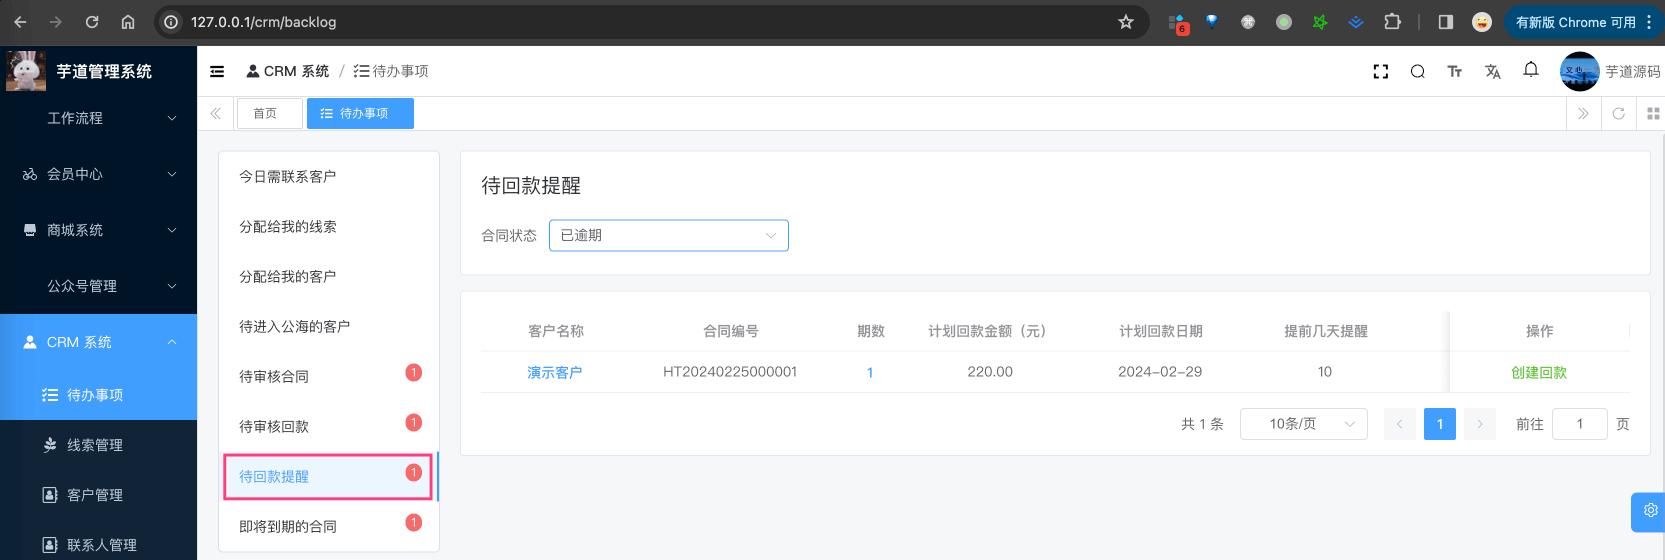 127.0.0.1/crm/backlog
6
有新版 Chrome 可用
芋道管理系统
CRM 系统 / 待办事项
芋道源码
首页
待办事项
工作流程
会员中心
商城系统
公众号管理
CRM 系统
待办事项
线索管理
客户管理
联系人管理
今日需联系客户
分配给我的线索
分配给我的客户
待进入公海的客户
待审核合同 1
待审核回款 1
待回款提醒 1
即将到期的合同 1
待回款提醒
合同状态 已逾期
客户名称 合同编号 期数 计划回款金额（元） 计划回款日期 提前几天提醒 操作
演示客户 HT20240225000001 1 220.00 2024-02-29 10 创建回款
共 1 条 10条/页 1 前往 1 页